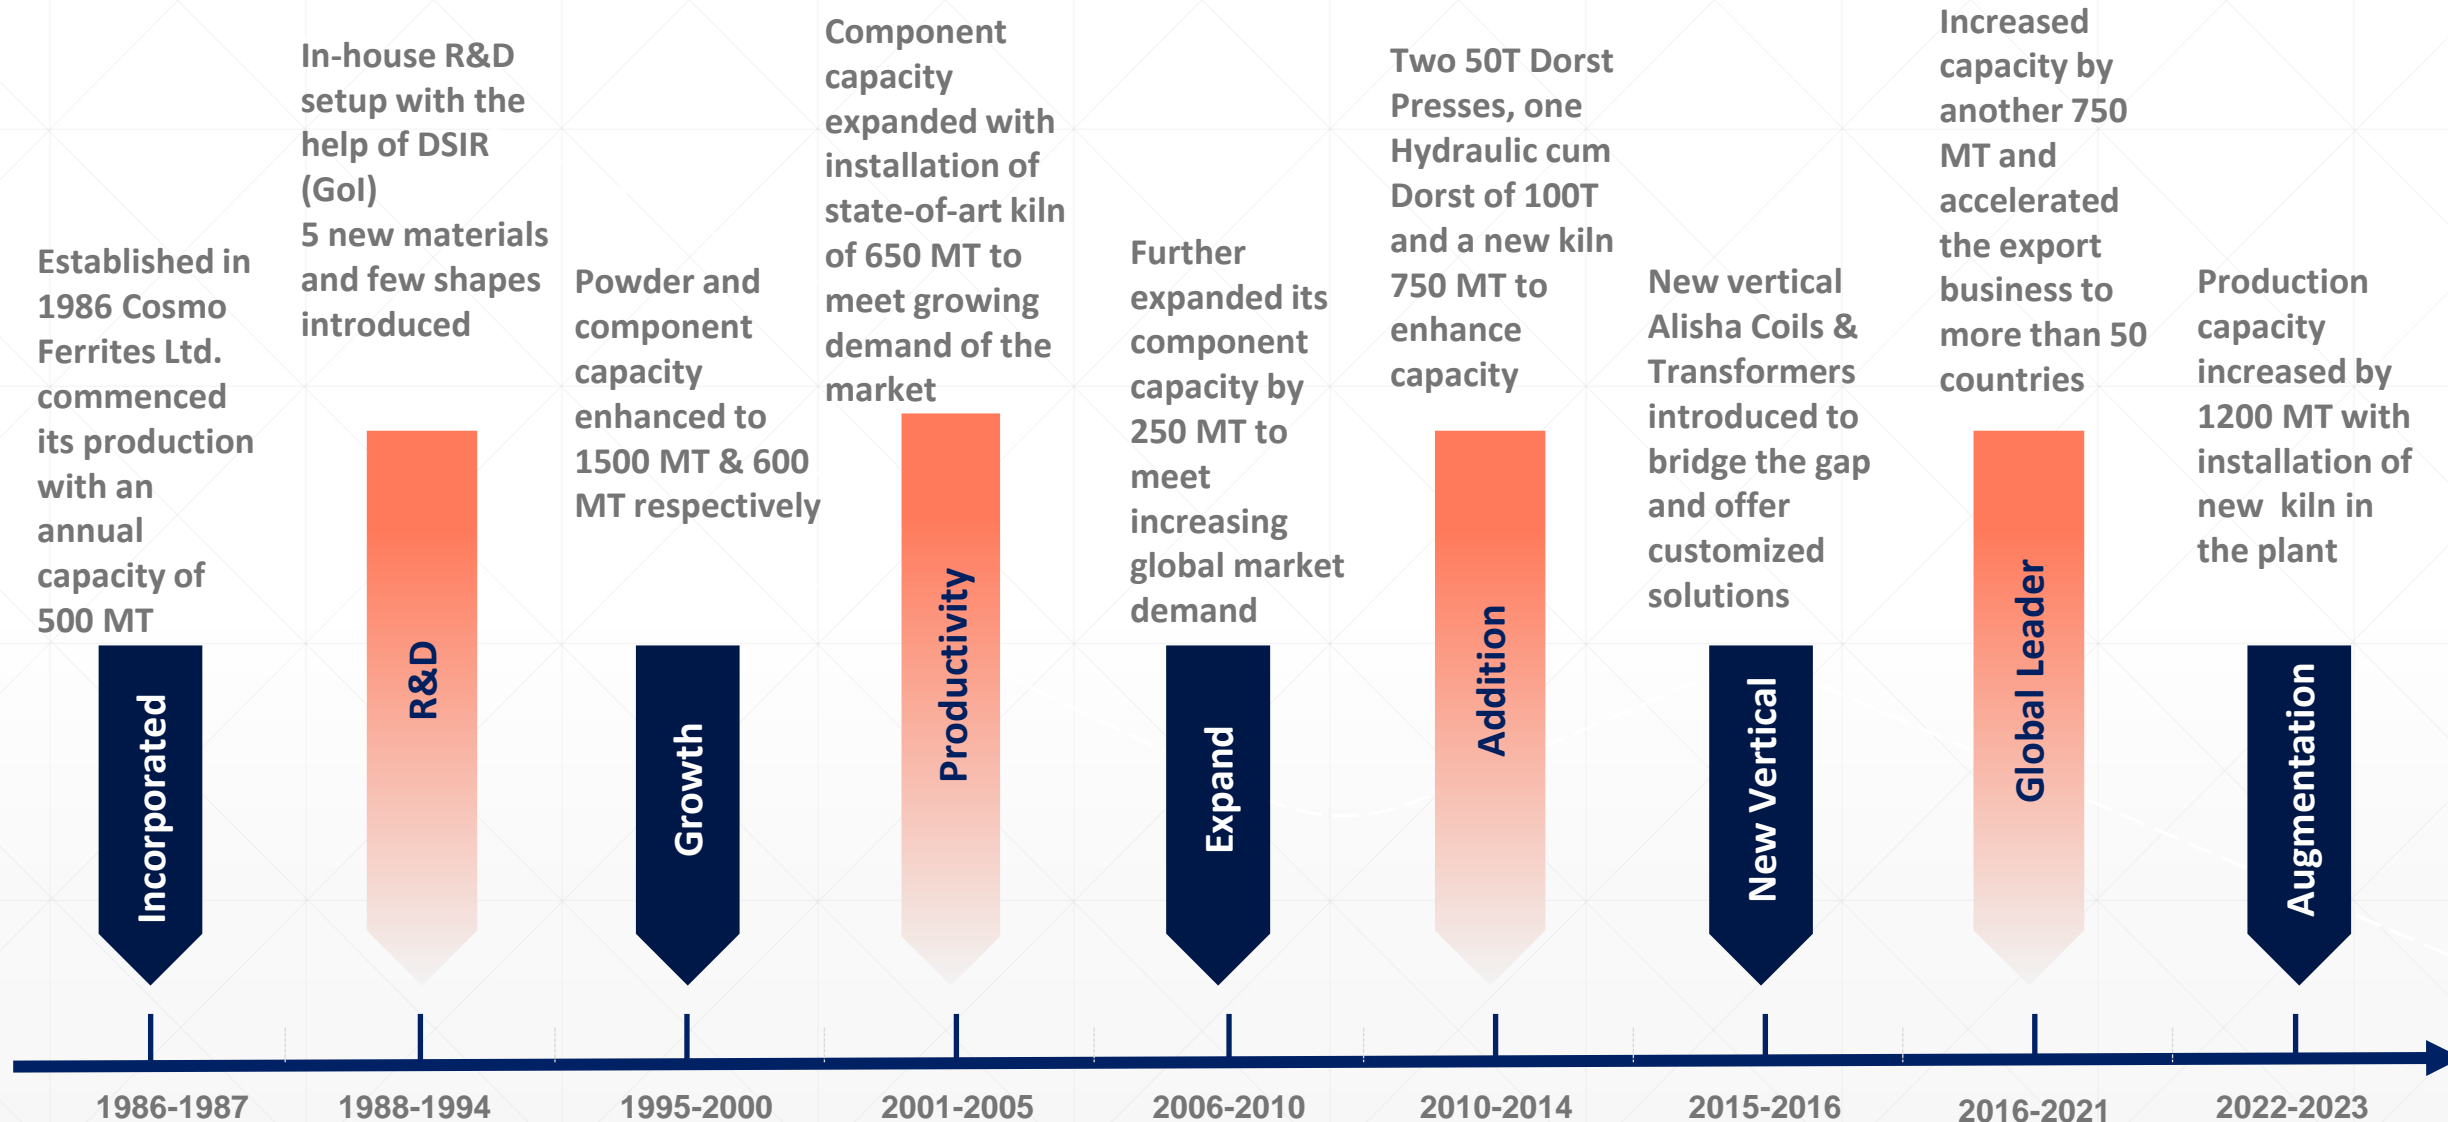 Established in
1986 Cosmo
Ferrites Ltd.
commenced
its production
with an
annual
capacity of
500 MT
Incorporated
1986-1987
In-house R&D
setup with the
help of DSIR
(GoI)
5 new materials
and few shapes
introduced
R&D
1988-1994
Powder and
component
capacity
enhanced to
1500 MT & 600
MT respectively
Growth
1995-2000
Component
capacity
expanded with
installation of
state-of-art kiln
of 650 MT to
meet growing
demand of the
market
Productivity
2001-2005
Further
expanded its
component
capacity by
250 MT to
meet
increasing
global market
demand
Expand
2006-2010
Two 50T Dorst
Presses, one
Hydraulic cum
Dorst of 100T
and a new kiln
750 MT to
enhance
capacity
Addition
2010-2014
New vertical
Alisha Coils &
Transformers
introduced to
bridge the gap
and offer
customized
solutions
New Vertical
2015-2016
Increased
capacity by
another 750
MT and
accelerated
the export
business to
more than 50
countries
Global Leader
2016-2021
Production
capacity
increased by
1200 MT with
installation of
new  kiln in
the plant
Augmentation
2022-2023